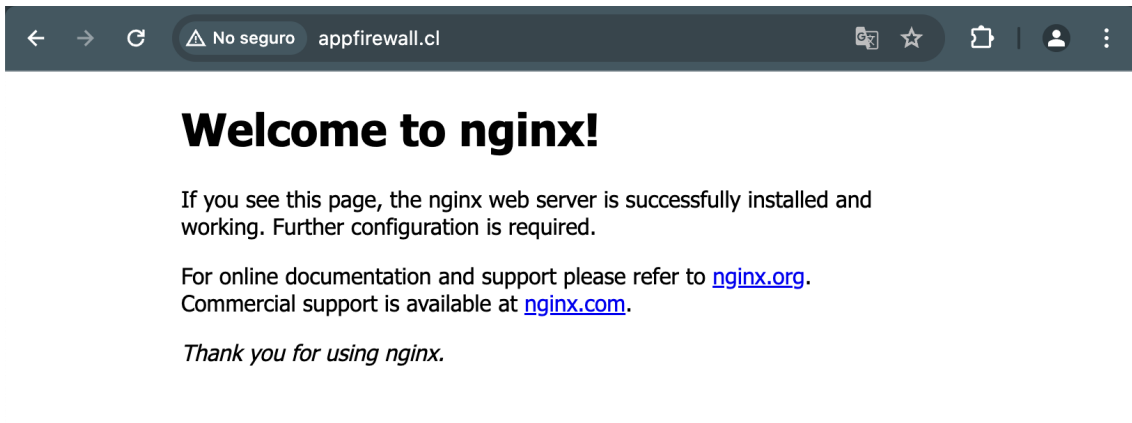 No seguro appfirewall.cl
Welcome to nginx!
If you see this page, the nginx web server is successfully installed and
working. Further configuration is required.
For online documentation and support please refer to nginx.org.
Commercial support is available at nginx.com.
Thank you for using nginx.